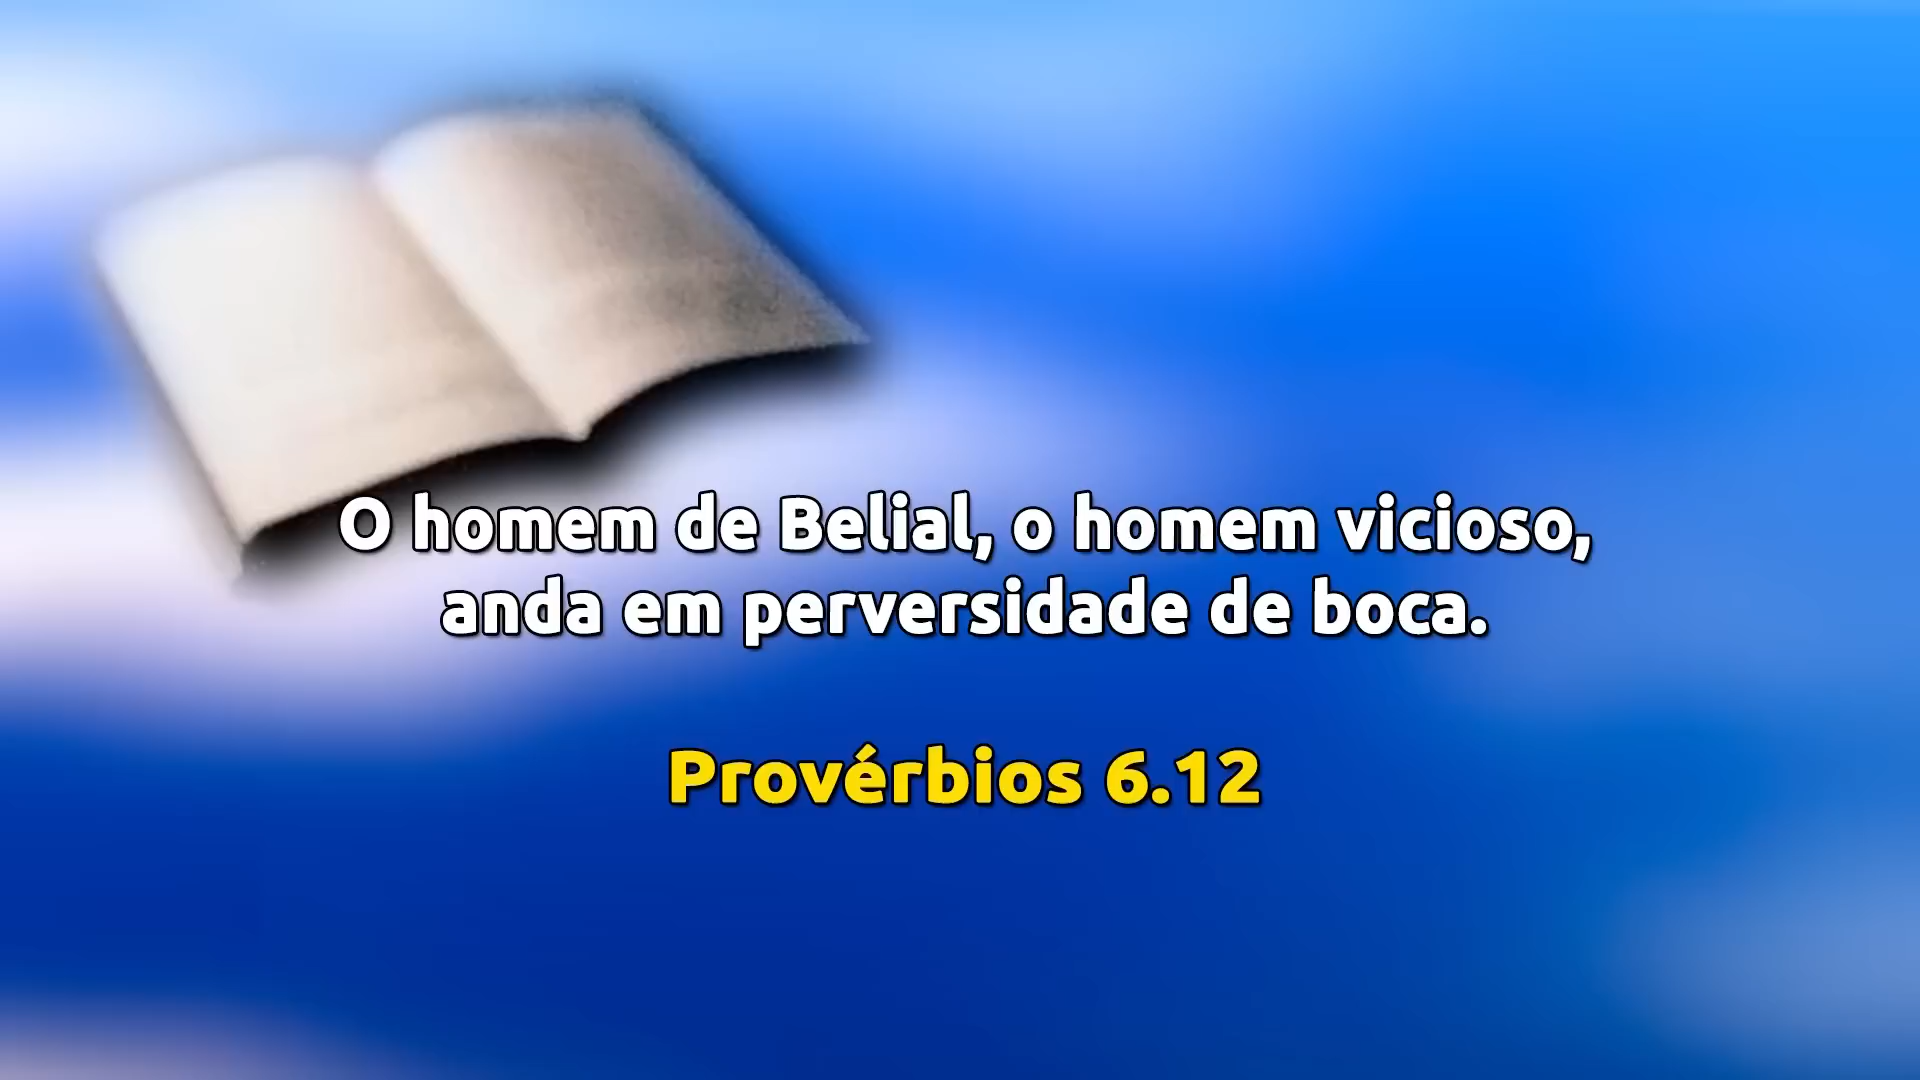 O homem de Belial, o homem vicioso,
anda em perversidade de boca.
Provérbios 6.12